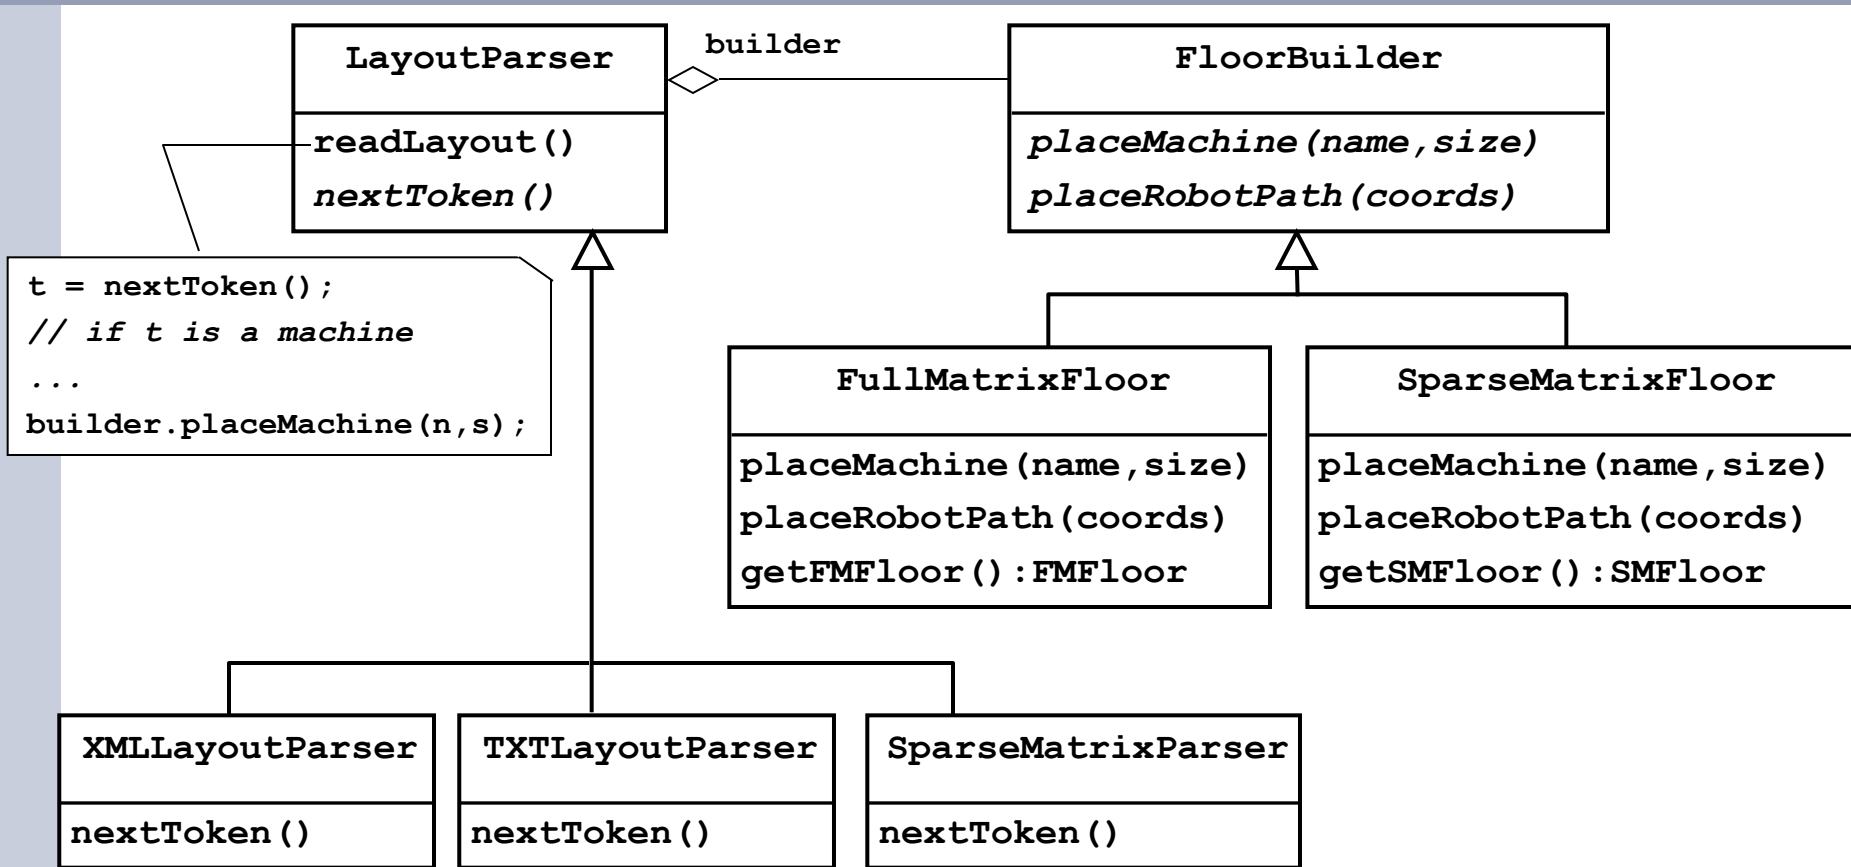 LayoutParser
readLayout()
nextToken()
builder
FloorBuilder
placeMachine(name,size)
placeRobotPath(coords)
t = nextToken();
// if t is a machine
...
builder.placeMachine(n,s);
FullMatrixFloor
placeMachine(name,size)
placeRobotPath(coords)
getFMFloor():FMFloor
SparseMatrixFloor
placeMachine(name,size)
placeRobotPath(coords)
getSMFloor():SMFloor
XMLLayoutParser
nextToken()
TXTLayoutParser
nextToken()
SparseMatrixParser
nextToken()